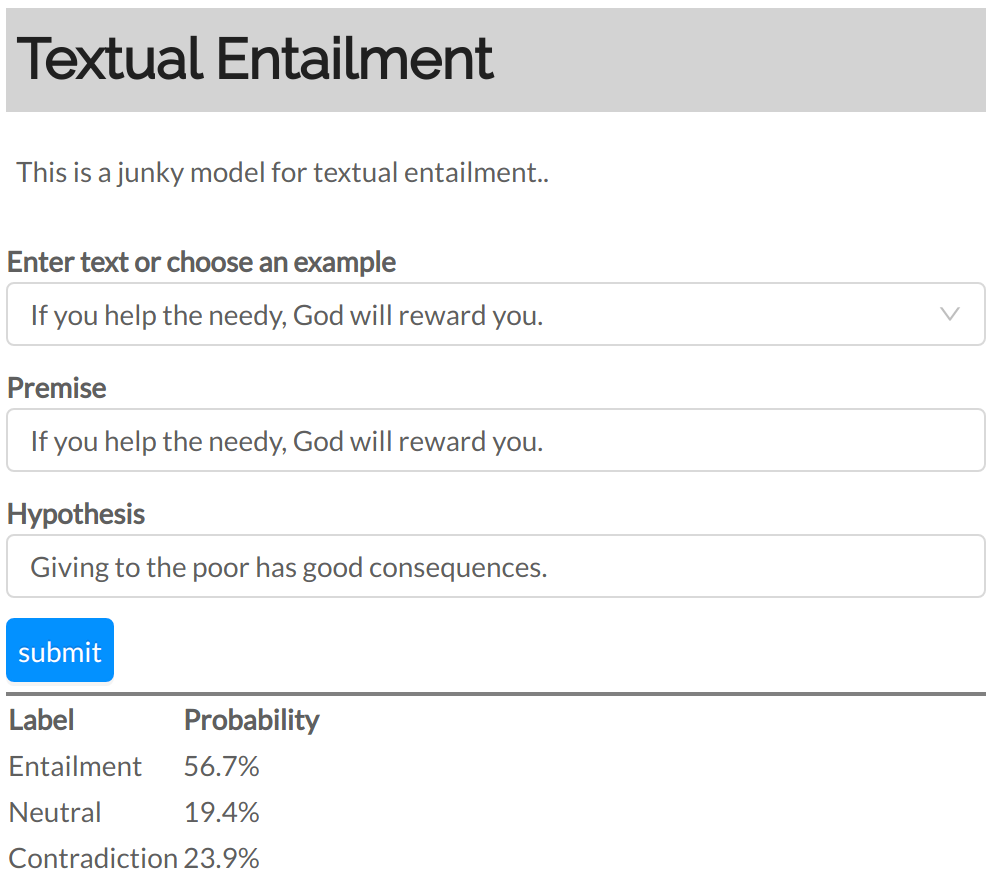 Textual Entailment
This is a junky model for textual entailment..
Enter text or choose an example
If you help the needy, God will reward you.
Premise
If you help the needy, God will reward you.
Hypothesis
Giving to the poor has good consequences.
submit
Label Probability
Entailment 56.7%
Neutral 19.4%
Contradiction 23.9%